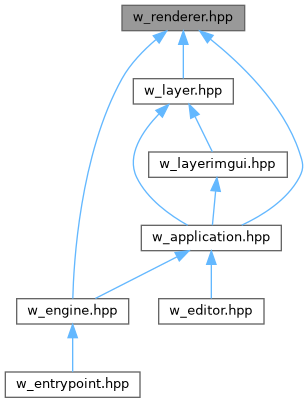 w_renderer.hpp
w_layer.hpp
w_layerimgui.hpp
w_application.hpp
w_engine.hpp
w_editor.hpp
w_entrypoint.hpp